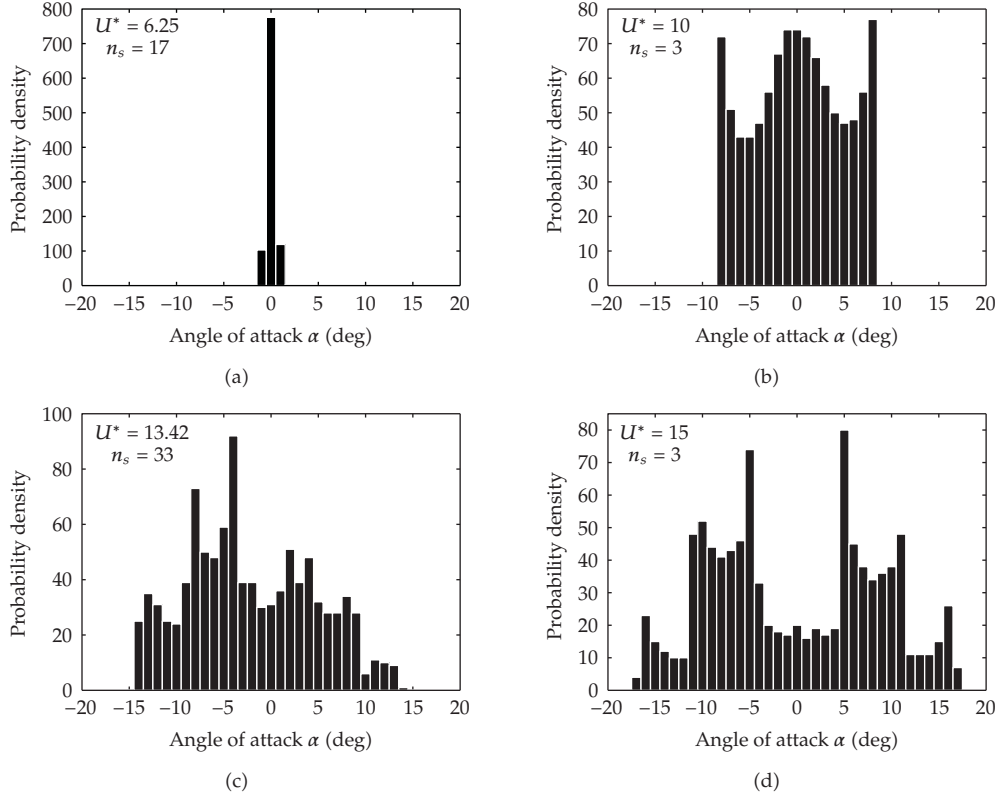 U* = 6.25
n_s = 17
Probability density
800
700
600
500
400
300
200
100
0
−20 −15 −10 −5 0 5 10 15 20
Angle of attack α (deg)
(a)
U* = 10
n_s = 3
Probability density
80
70
60
50
40
30
20
10
0
−20 −15 −10 −5 0 5 10 15 20
Angle of attack α (deg)
(b)
U* = 13.42
n_s = 33
Probability density
100
80
60
40
20
0
−20 −15 −10 −5 0 5 10 15 20
Angle of attack α (deg)
(c)
U* = 15
n_s = 3
Probability density
80
70
60
50
40
30
20
10
0
−20 −15 −10 −5 0 5 10 15 20
Angle of attack α (deg)
(d)